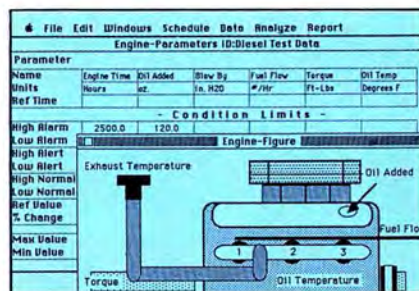 File Edit Windows Schedule Data Analyze Report
Engine-Parameters ID:Diesel Test Data
Parameter
Name Engine Time Oil Added Blow By Fuel Flow Torque Oil Temp
Units Hours oz. in. H2O #/Hr Ft-Lbs Degrees F
Ref Time
- Condition Limits -
High Alarm 2500.0 120.0
Low Alarm Engine-Figure
High Alert Exhaust Temperature
Low Alert Oil Added
High Normal
Low Normal
Ref Value
% Change Fuel Flo
Max Value 1 2 3
Min Value
Torque Oil Temperature